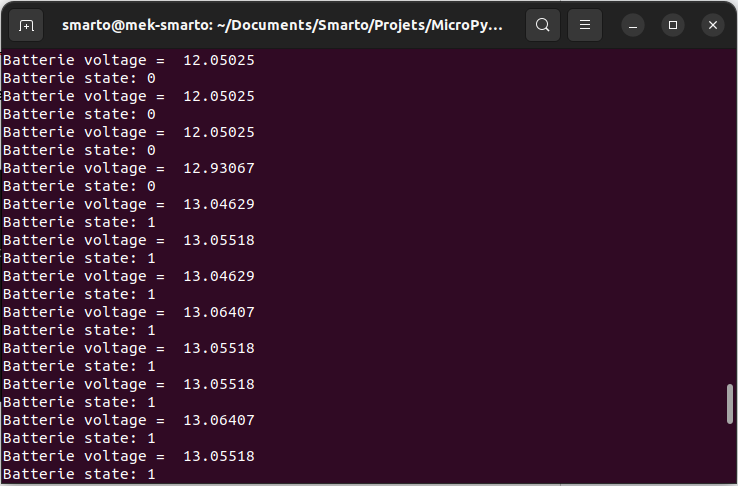 smarto@mek-smarto: ~/Documents/Smarto/Projets/MicroPy...
Batterie voltage =  12.05025
Batterie state: 0
Batterie voltage =  12.05025
Batterie state: 0
Batterie voltage =  12.05025
Batterie state: 0
Batterie voltage =  12.93067
Batterie state: 0
Batterie voltage =  13.04629
Batterie state: 1
Batterie voltage =  13.05518
Batterie state: 1
Batterie voltage =  13.04629
Batterie state: 1
Batterie voltage =  13.06407
Batterie state: 1
Batterie voltage =  13.05518
Batterie state: 1
Batterie voltage =  13.05518
Batterie state: 1
Batterie voltage =  13.06407
Batterie state: 1
Batterie voltage =  13.05518
Batterie state: 1